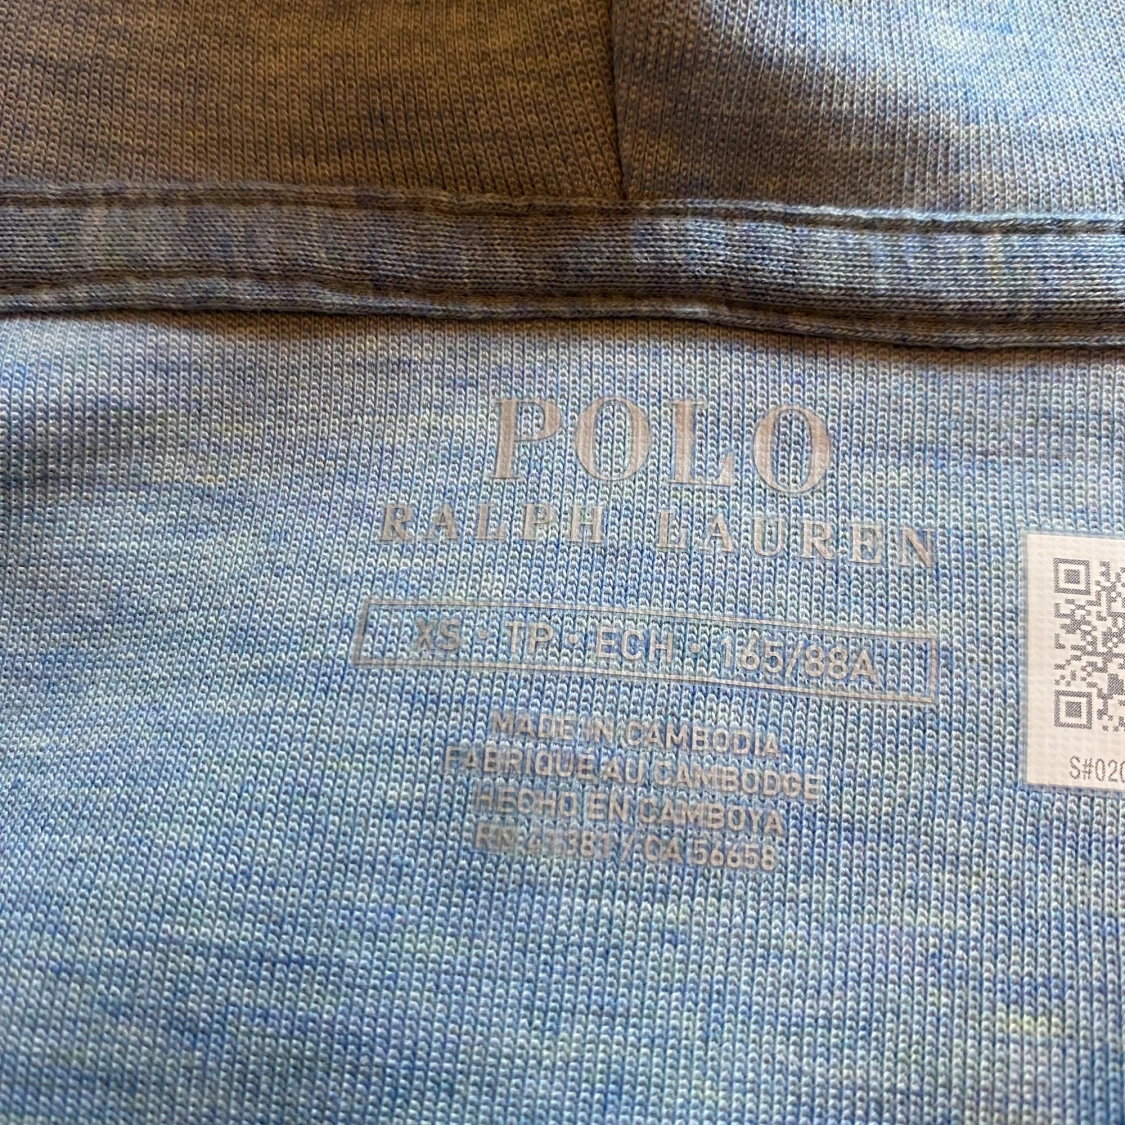 POLO
RALPH LAUREN
XS • TP • ECH • 165/88A
MADE IN CAMBODIA
FABRIQUE AU CAMBODGE
HECHO EN CAMBOYA
RN 41381 / CA 56658
S#020